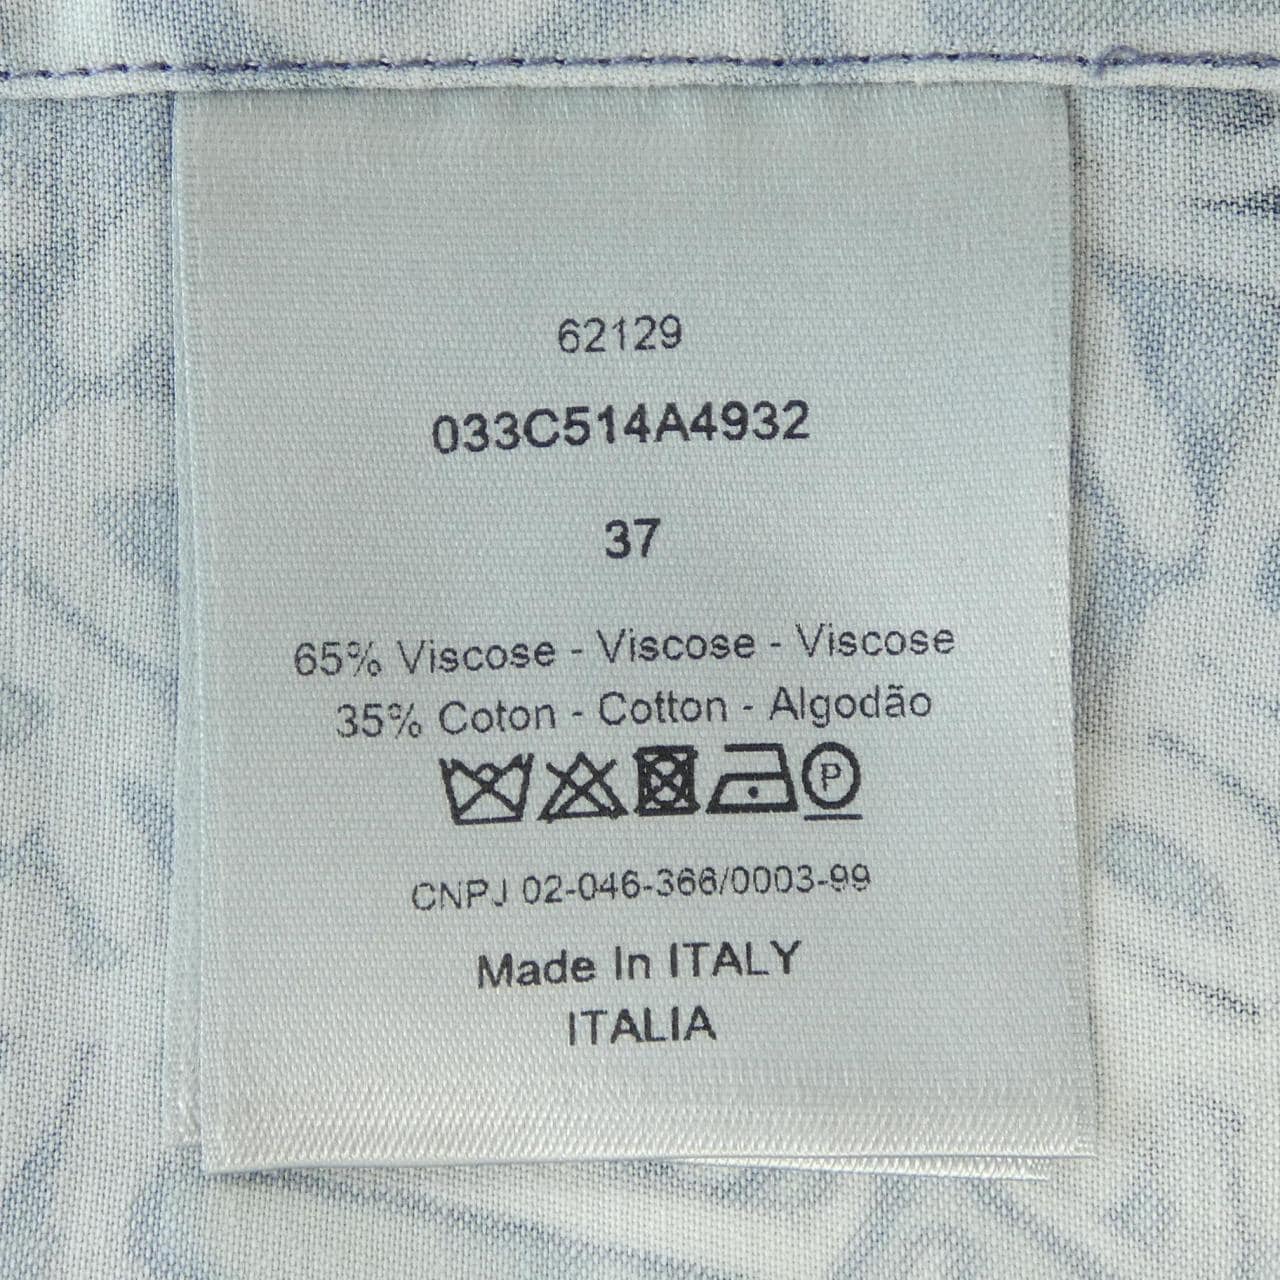 62129
033C514A4932
37
65% Viscose - Viscose - Viscose
35% Coton - Cotton - Algodão
P
CNPJ 02-046-366/0003-99
Made In ITALY
ITALIA